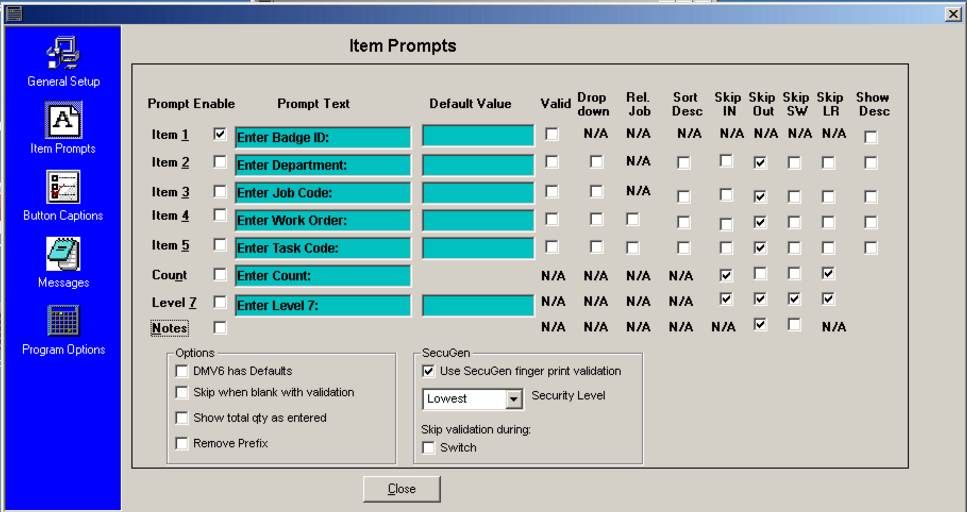 Item Prompts
General Setup
Item Prompts
Button Captions
Messages
Program Options
Prompt Enable Prompt Text Default Value Valid Drop down Rel. Job Sort Desc Skip IN Skip Out Skip SW Skip LR Show Desc
Item 1 Enter Badge ID: N/A N/A N/A N/A N/A N/A N/A
Item 2 Enter Department: N/A
Item 3 Enter Job Code: N/A
Item 4 Enter Work Order:
Item 5 Enter Task Code:
Count Enter Count: N/A N/A N/A N/A
Level 7 Enter Level 7: N/A N/A N/A N/A
Notes N/A N/A N/A N/A N/A N/A
Options
DMV6 has Defaults
Skip when blank with validation
Show total qty as entered
Remove Prefix
SecuGen
Use SecuGen finger print validation
Lowest Security Level
Skip validation during:
Switch
Close